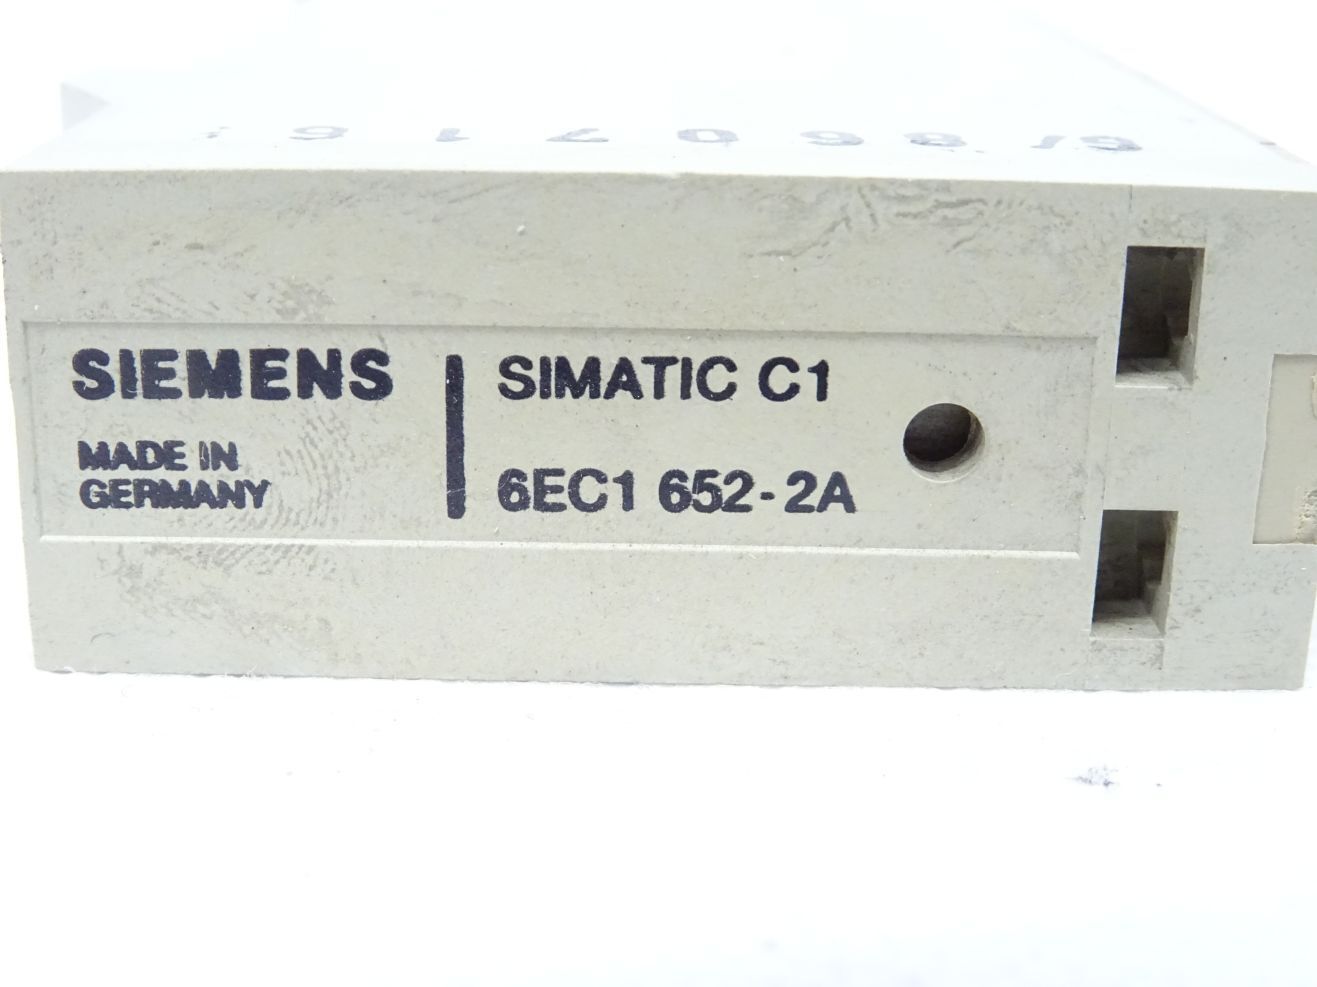 SIEMENS
MADE IN
GERMANY
SIMATIC C1
6EC1 652-2A